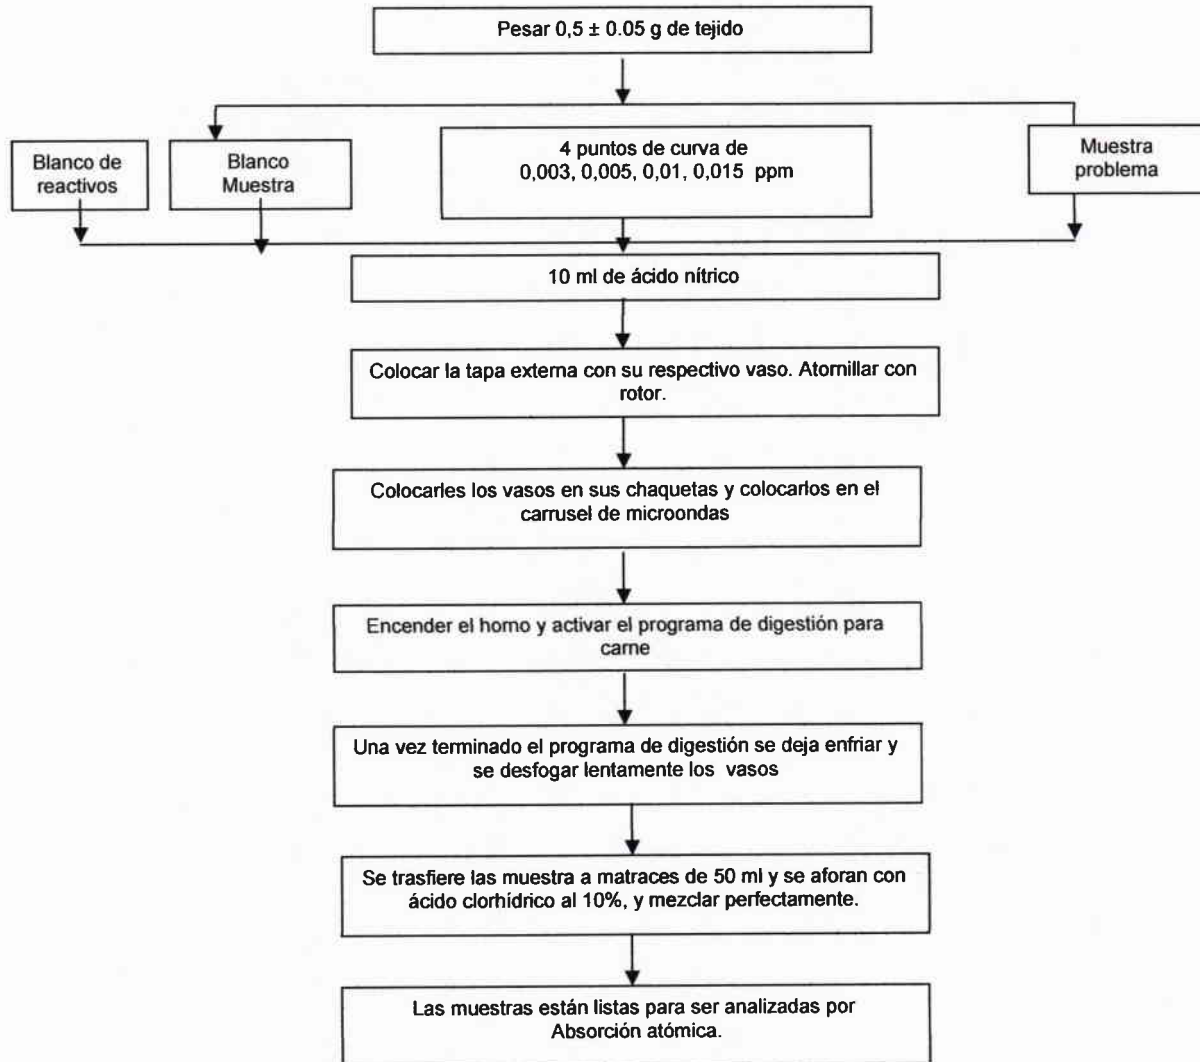 Pesar 0,5 ± 0.05 g de tejido
Blanco de
reactivos
Blanco
Muestra
4 puntos de curva de
0,003, 0,005, 0,01, 0,015 ppm
Muestra
problema
10 ml de ácido nítrico
Colocar la tapa externa con su respectivo vaso. Atornillar con
rotor.
Colocarles los vasos en sus chaquetas y colocarlos en el
carrusel de microondas
Encender el horno y activar el programa de digestión para
carne
Una vez terminado el programa de digestión se deja enfriar y
se desfogar lentamente los vasos
Se trasfiere las muestra a matraces de 50 ml y se aforan con
ácido clorhídrico al 10%, y mezclar perfectamente.
Las muestras están listas para ser analizadas por
Absorción atómica.